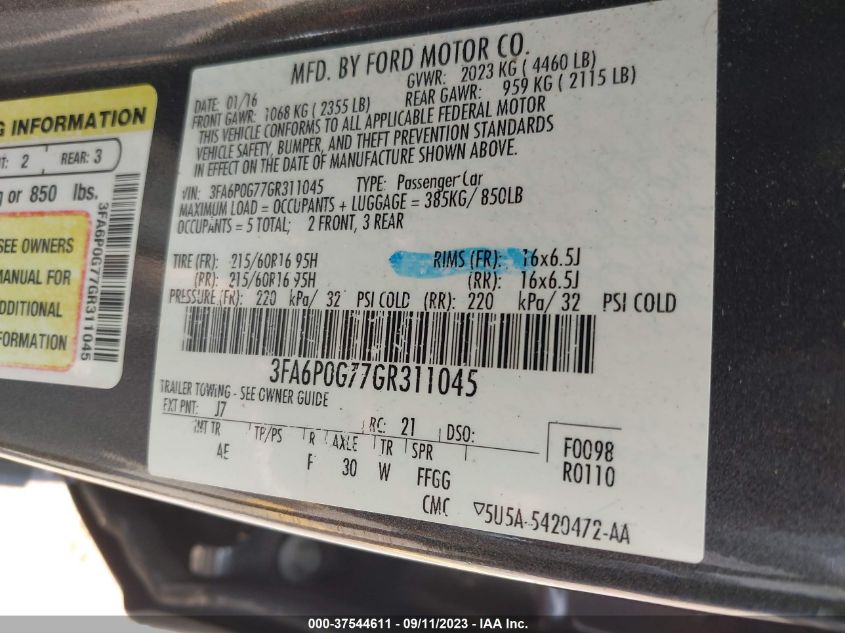 MFD. BY FORD MOTOR CO.
DATE: 01/16 GVWR: 2023 KG ( 4460 LB)
FRONT GAWR: 1068 KG ( 2355 LB) REAR GAWR: 959 KG ( 2115 LB)
THIS VEHICLE CONFORMS TO ALL APPLICABLE FEDERAL MOTOR
VEHICLE SAFETY, BUMPER, AND THEFT PREVENTION STANDARDS
IN EFFECT ON THE DATE OF MANUFACTURE SHOWN ABOVE.
VIN: 3FA6P0G77GR311045 TYPE: Passenger Car
MAXIMUM LOAD = OCCUPANTS + LUGGAGE = 385KG/ 850LB
OCCUPANTS = 5 TOTAL; 2 FRONT, 3 REAR
TIRE (FR): 215/60R16 95H RIMS (FR): 16x6.5J
(RR): 215/60R16 95H (RR): 16x6.5J
PRESSURE (FR): 220 kPa/ 32 PSI COLD (RR): 220 kPa/ 32 PSI COLD
3FA6P0G77GR311045
TRAILER TOWING - SEE OWNER GUIDE
EXT PNT: J7 RC: 21 DSO:
INT TR TP/PS R AXLE TR SPR
AE F 30 W FFGG
F0098
R0110
CMC 5U5A-5420472-AA
G INFORMATION
2 REAR: 3
or 850 lbs.
SEE OWNERS
MANUAL FOR
ADDITIONAL
INFORMATION
3FA6P0G77GR311045
000-37544611 - 09/11/2023 - IAA Inc.